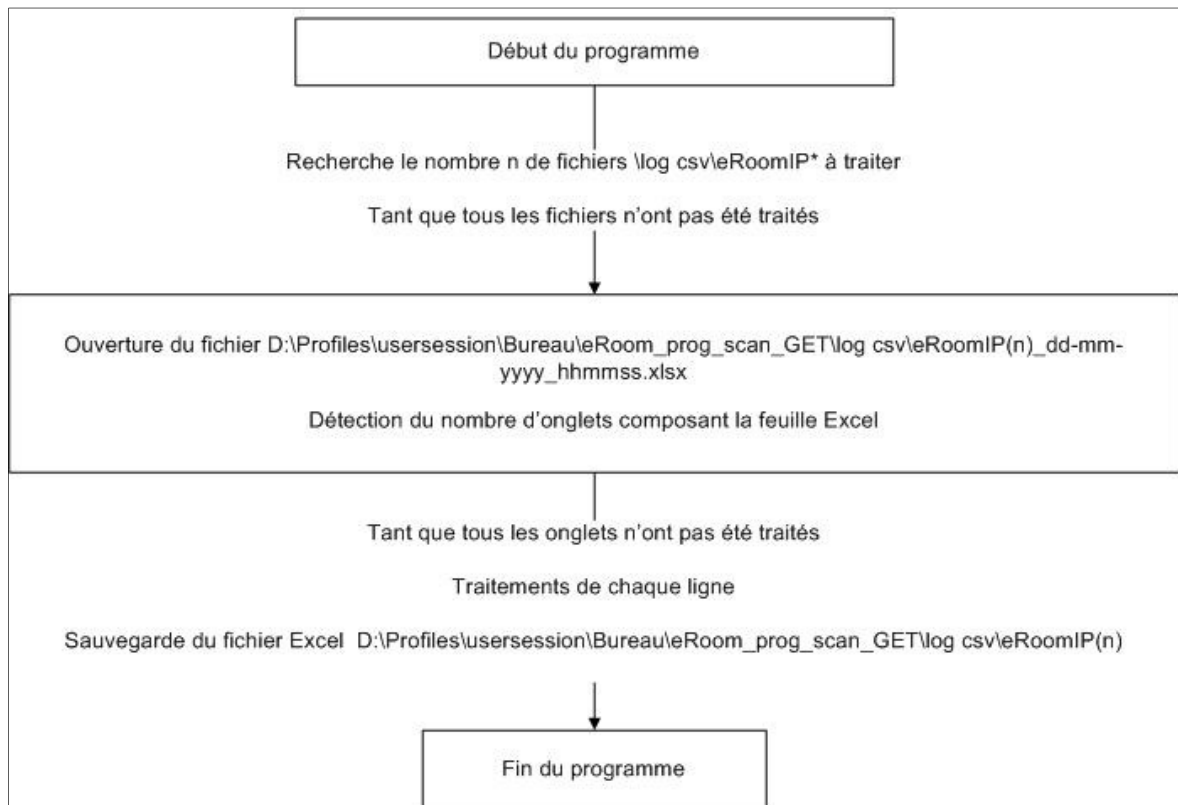 Début du programme
Recherche le nombre n de fichiers \log csv\eRoomIP* à traiter
Tant que tous les fichiers n’ont pas été traités
Ouverture du fichier D:\Profiles\usersession\Bureau\eRoom_prog_scan_GET\log csv\eRoomIP(n)_dd-mm-
yyyy_hhmmss.xlsx
Détection du nombre d’onglets composant la feuille Excel
Tant que tous les onglets n’ont pas été traités
Traitements de chaque ligne
Sauvegarde du fichier Excel  D:\Profiles\usersession\Bureau\eRoom_prog_scan_GET\log csv\eRoomIP(n)
Fin du programme